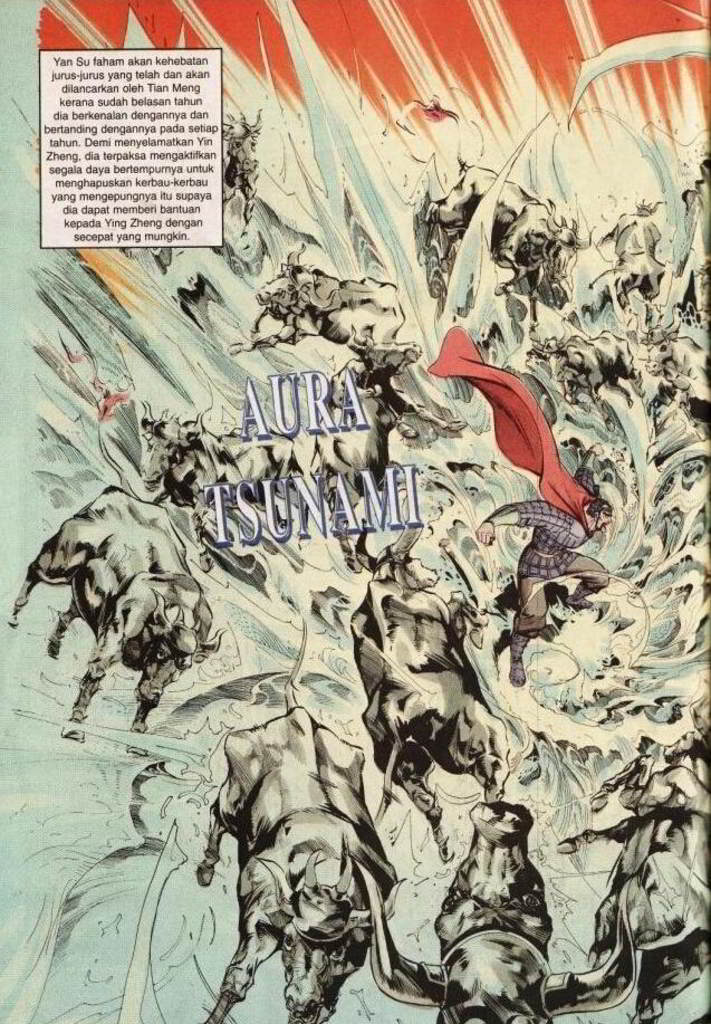 Yan Su faham akan kehebatan
jurus-jurus yang telah dan akan
dilancarkan oleh Tian Meng
kerana sudah belasan tahun
dia berkenalan dengannya dan
bertanding dengannya pada setiap
tahun. Demi menyelamatkan Yin
Zheng, dia terpaksa mengaktifkan
segala daya bertempurnya untuk
menghapuskan kerbau-kerbau
yang mengepungnya itu supaya
dia dapat memberi bantuan
kepada Ying Zheng dengan
secepat yang mungkin.
AURA
TSUNAMI